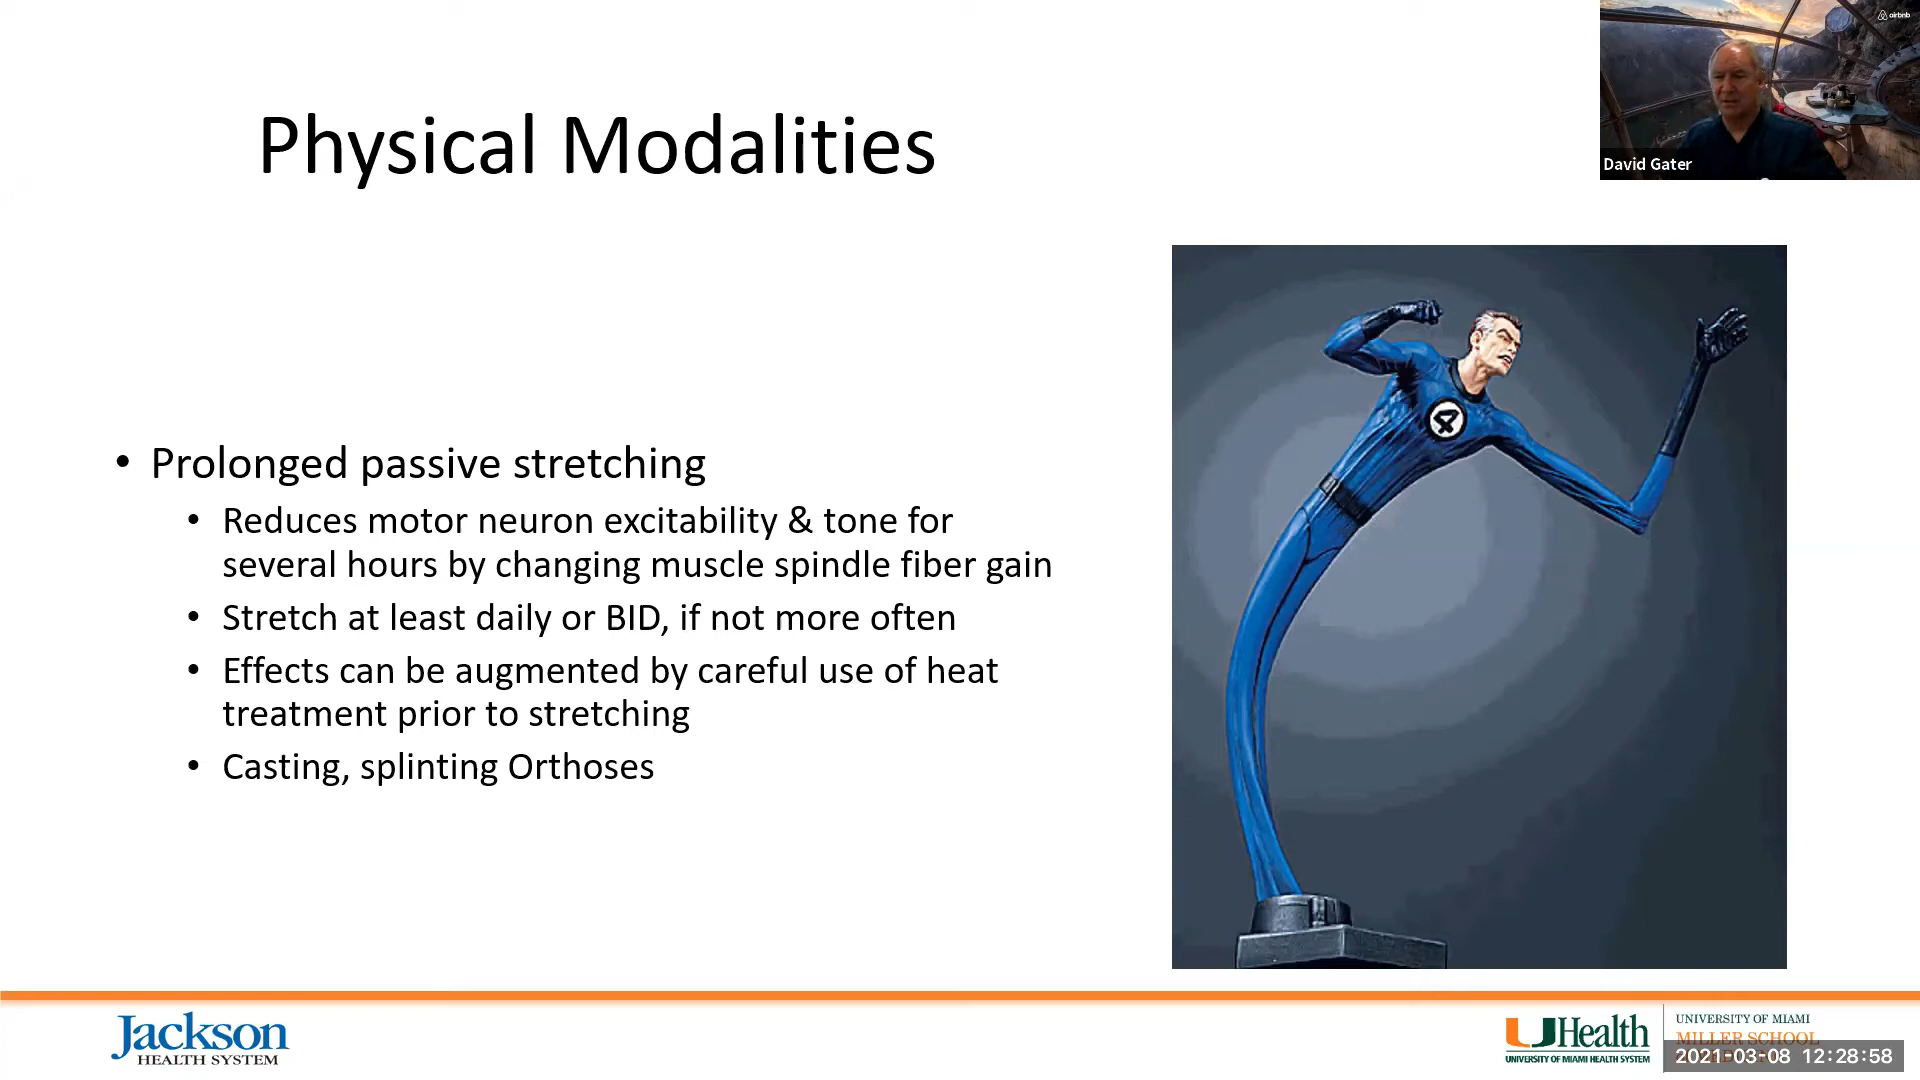 airbnb
David Gater
Physical Modalities
4
• Prolonged passive stretching
• Reduces motor neuron excitability & tone for
several hours by changing muscle spindle fiber gain
• Stretch at least daily or BID, if not more often
• Effects can be augmented by careful use of heat
treatment prior to stretching
• Casting, splinting Orthoses
Jackson
HEALTH SYSTEM
UHealth
UNIVERSITY OF MIAMI HEALTH SYSTEM
UNIVERSITY OF MIAMI
MILLER SCHOOL
2021-03-08 12:28:58